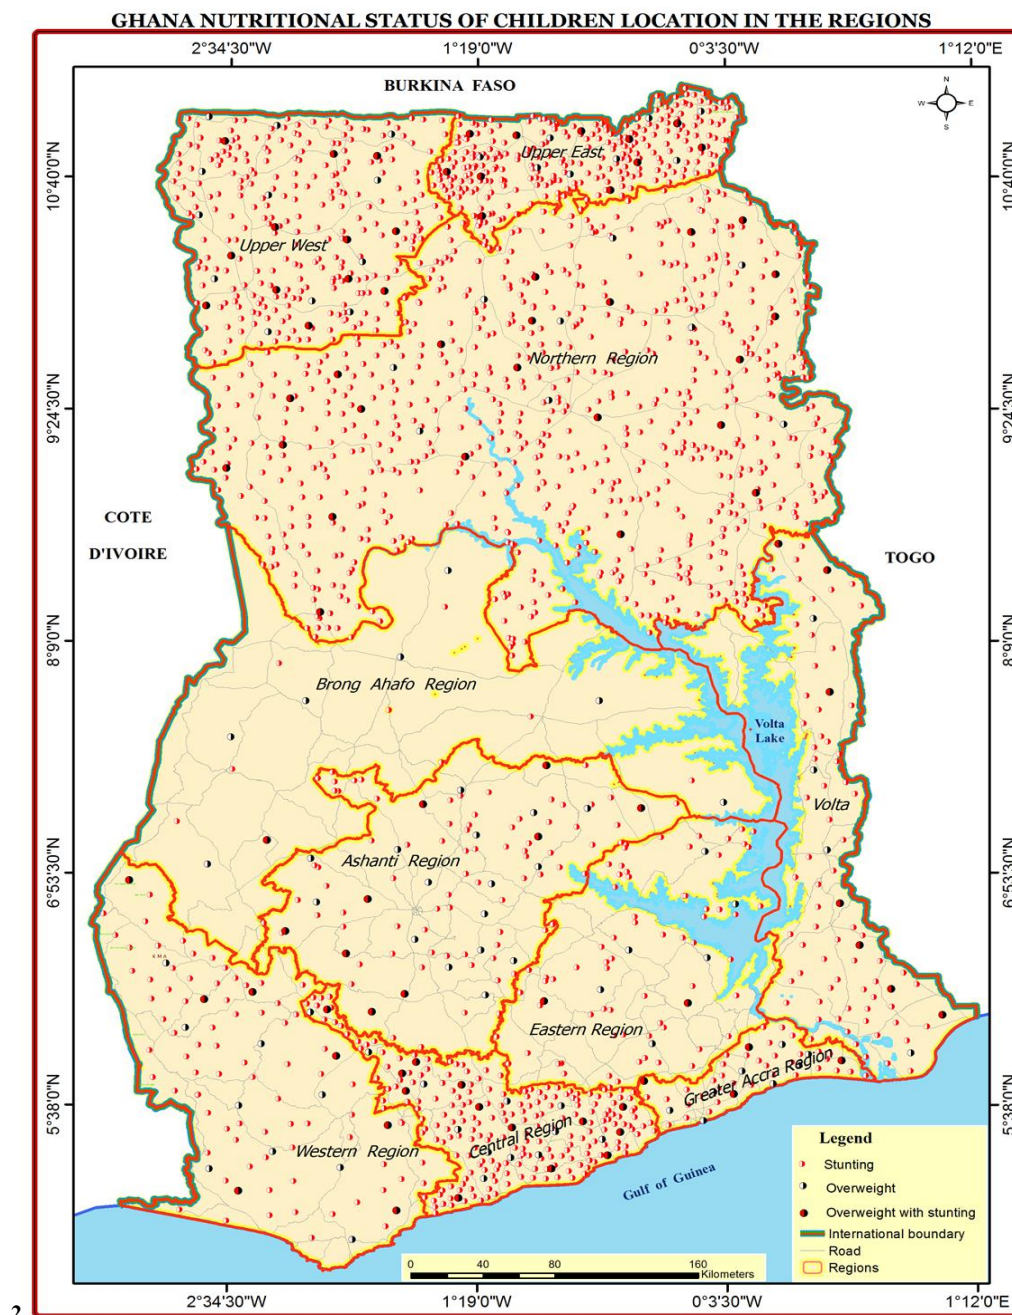 GHANA NUTRITIONAL STATUS OF CHILDREN LOCATION IN THE REGIONS
2°34'30"W 1°19'0"W 0°3'30"W 1°12'0"E
BURKINA FASO
N
W E
S
Upper East
10°40'0"N 10°40'0"N
Upper West
Northern Region
9°24'30"N 9°24'30"N
COTE
D'IVOIRE
TOGO
8°9'0"N 8°9'0"N
Brong Ahafo Region
Volta
Lake
Volta
Ashanti Region
6°53'30"N 6°53'30"N
Eastern Region
Greater Accra Region
5°38'0"N 5°38'0"N
Central Region
Western Region
Gulf of Guinea
Legend
Stunting
Overweight
Overweight with stunting
International boundary
Road
Regions
0 40 80 160
Kilometers
2°34'30"W 1°19'0"W 0°3'30"W 1°12'0"E
2